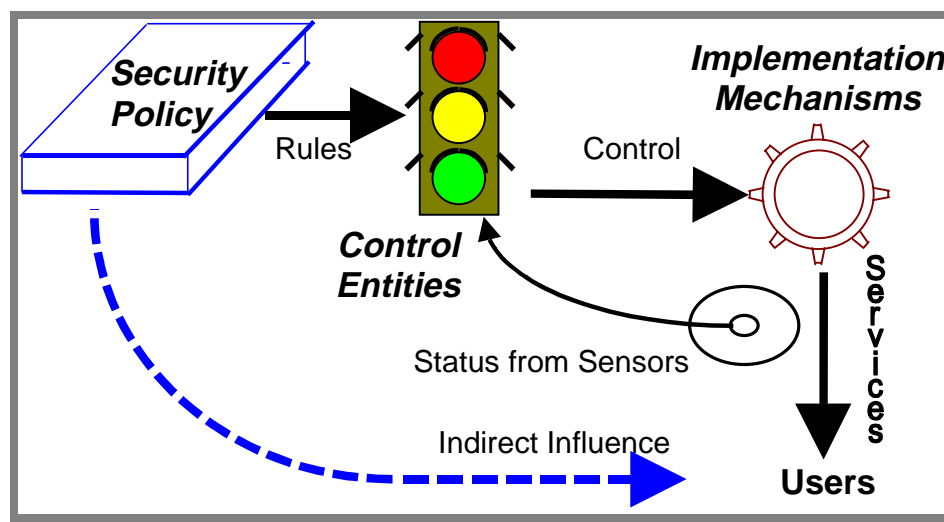 Security
Policy
Rules
Control
Entities
Control
Implementation
Mechanisms
Services
Status from Sensors
Indirect Influence
Users